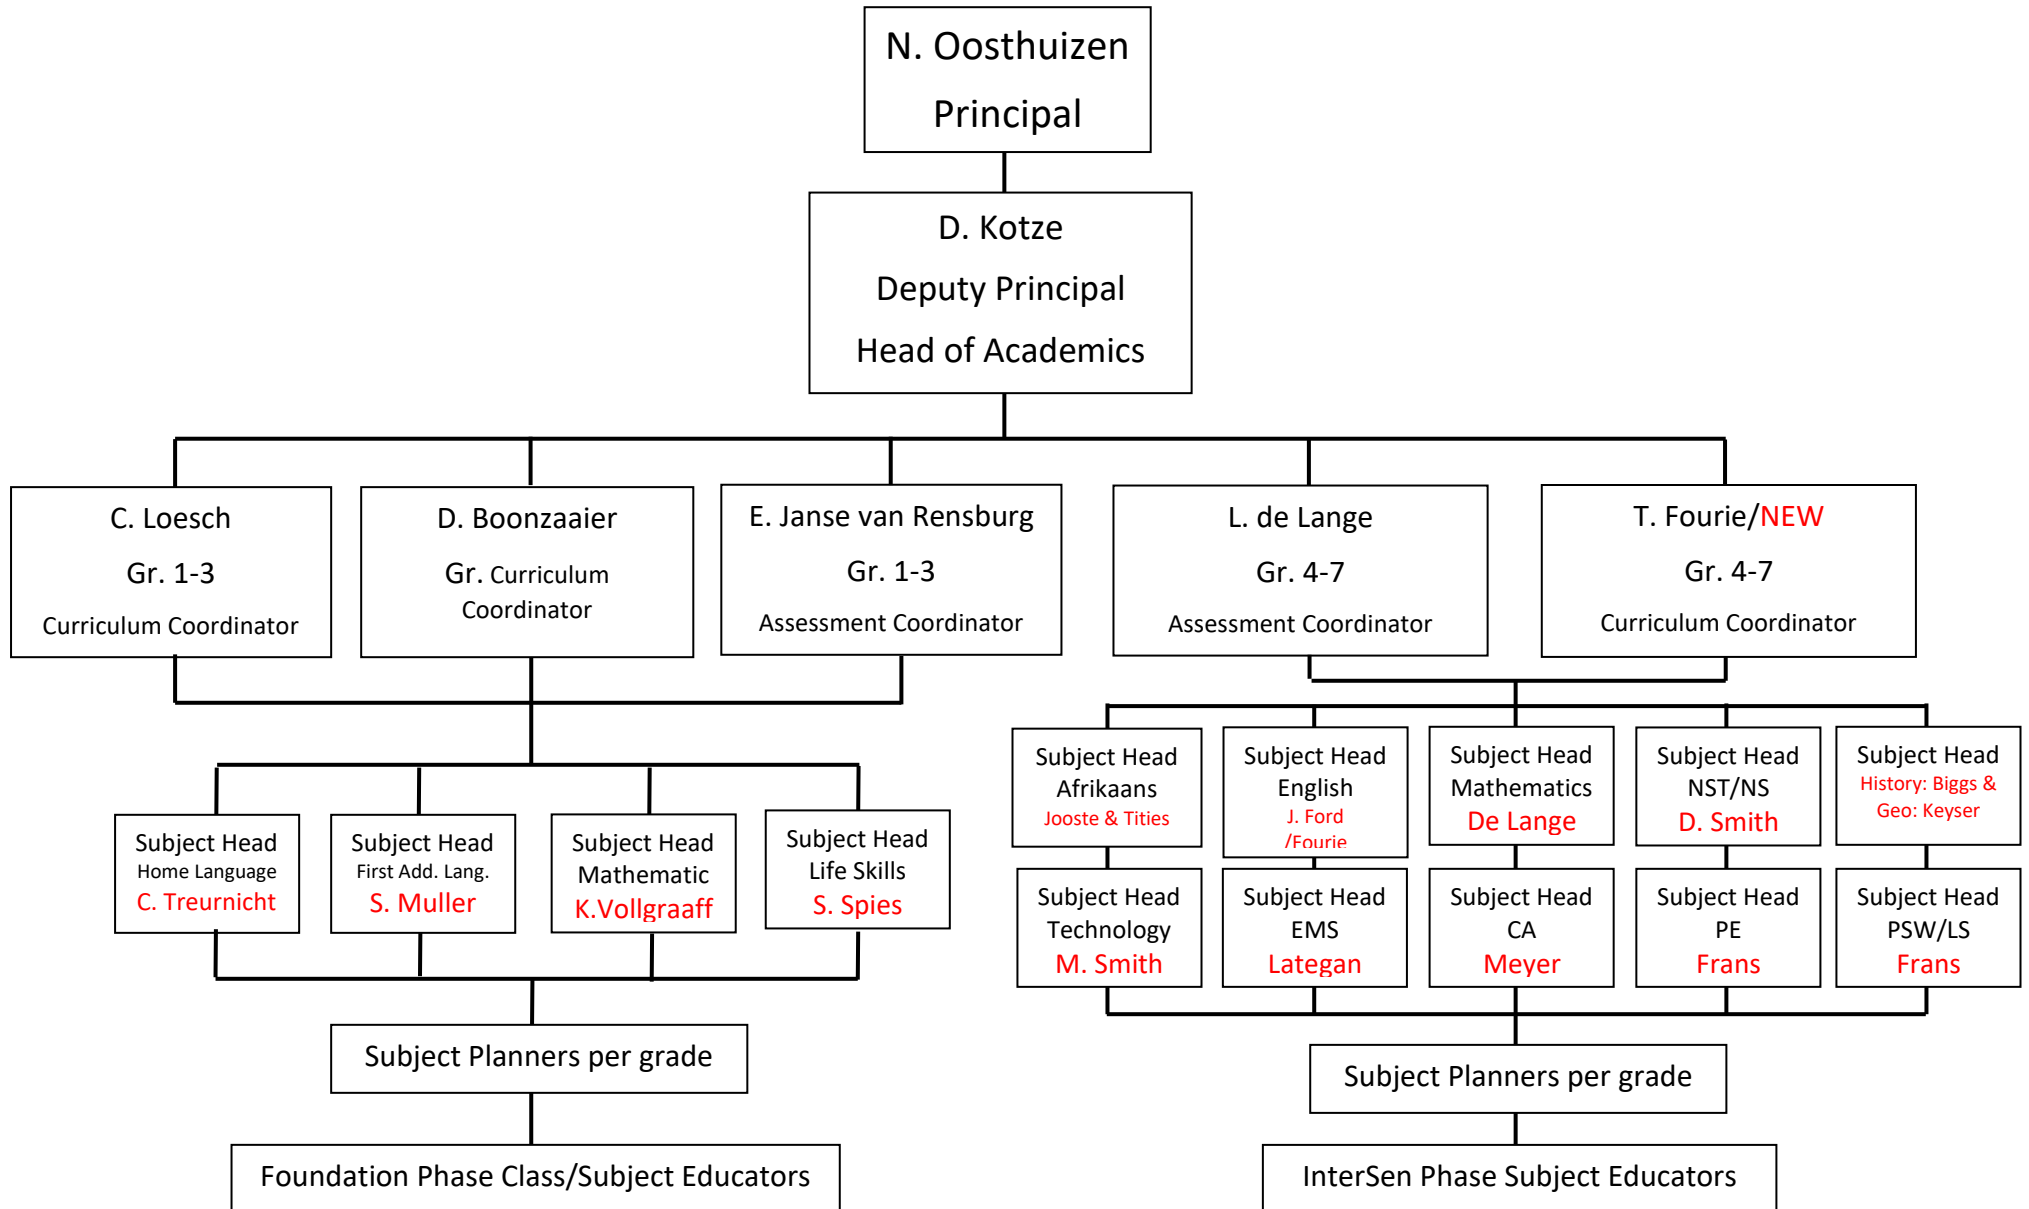 N. Oosthuizen
Principal
D. Kotze
Deputy Principal
Head of Academics
C. Loesch
Gr. 1-3
Curriculum Coordinator
D. Boonzaaier
Gr. Curriculum
Coordinator
E. Janse van Rensburg
Gr. 1-3
Assessment Coordinator
L. de Lange
Gr. 4-7
Assessment Coordinator
T. Fourie/NEW
Gr. 4-7
Curriculum Coordinator
Subject Head
Home Language
C. Treurnicht
Subject Head
First Add. Lang.
S. Muller
Subject Head
Mathematic
K.Vollgraaff
Subject Head
Life Skills
S. Spies
Subject Head
Afrikaans
Jooste & Tities
Subject Head
English
J. Ford
/Fourie
Subject Head
Mathematics
De Lange
Subject Head
NST/NS
D. Smith
Subject Head
History: Biggs &
Geo: Keyser
Subject Head
Technology
M. Smith
Subject Head
EMS
Lategan
Subject Head
CA
Meyer
Subject Head
PE
Frans
Subject Head
PSW/LS
Frans
Subject Planners per grade
Subject Planners per grade
Foundation Phase Class/Subject Educators
InterSen Phase Subject Educators